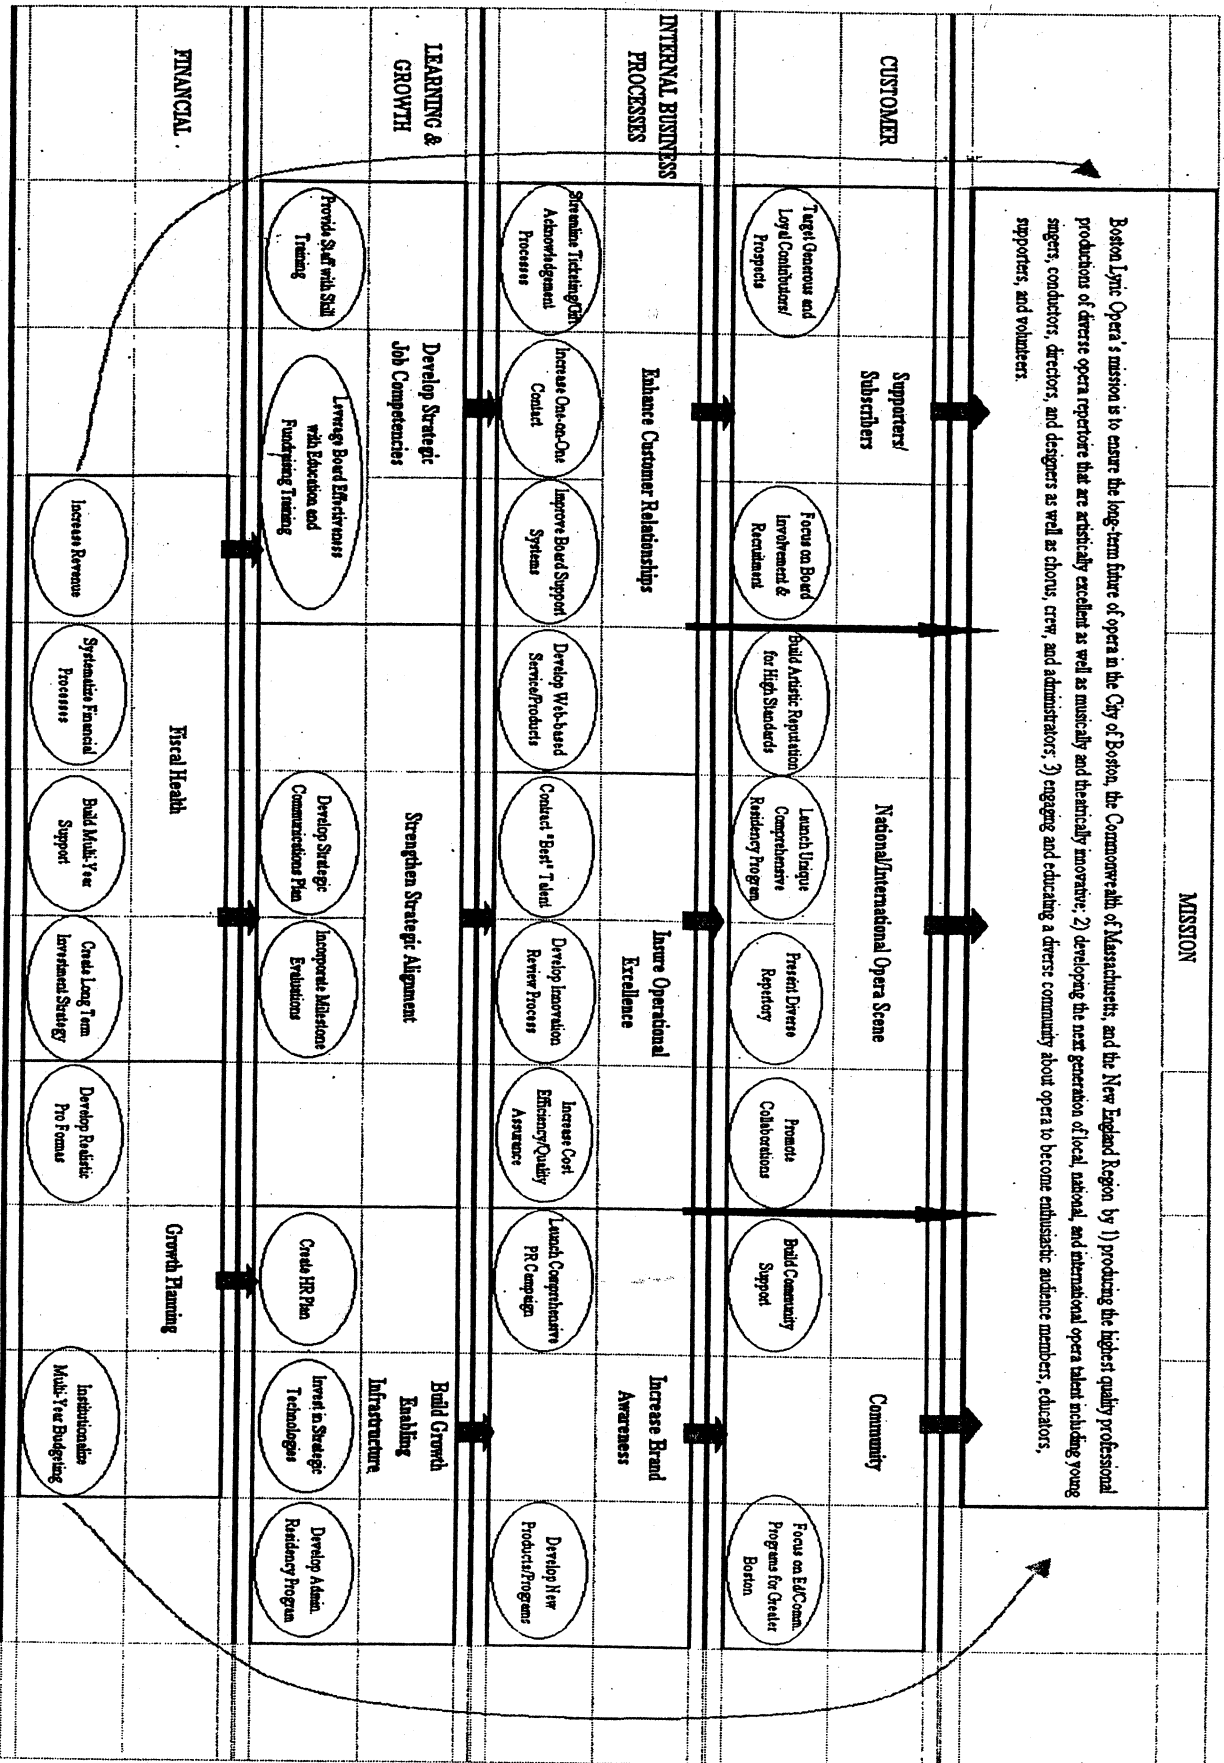 MISSION
Boston Lyric Opera's mission is to ensure the long-term future of opera in the City of Boston, the Commonwealth of Massachusetts, and the New England Region by 1) producing the highest quality professional
productions of diverse opera repertoire that are artistically excellent as well as musically and theatrically innovative; 2) developing the next generation of local, national, and international opera talent including young
singers, conductors, directors, and designers as well as chorus, crew, and administrators; 3) engaging and educating a diverse community about opera to become enthusiastic audience members, educators,
supporters, and volunteers.
CUSTOMER
Supporters/
Subscribers
National/International Opera Scene
Community
Target Generous and
Loyal Contributors/
Prospects
Focus on Board
Involvement &
Recruitment
Build Artistic Reputation
for High Standards
Launch Unique
Comprehensive
Residency Program
Present Diverse
Repertory
Promote
Collaborations
Build Community
Support
Focus on Ed/Comm.
Programs for Greater
Boston
INTERNAL BUSINESS
PROCESSES
Enhance Customer Relationships
Insure Operational
Excellence
Increase Brand
Awareness
Streamline Ticketing/Gift
Acknowledgement
Processes
Increase One-on-One
Contact
Improve Board Support
Systems
Develop Web-based
Service/Products
Contract "Best" Talent
Develop Innovation
Review Process
Increase Cost
Efficiency/Quality
Assurance
Launch Comprehensive
PR Campaign
Develop New
Products/Programs
LEARNING &
GROWTH
Develop Strategic
Job Competencies
Strengthen Strategic Alignment
Build Growth
Enabling
Infrastructure
Provide Staff with Skill
Training
Leverage Board Effectiveness
with Education and
Fundraising Training
Develop Strategic
Communications Plan
Incorporate Milestone
Evaluations
Create HR Plan
Invest in Strategic
Technologies
Develop Admin.
Residency Program
FINANCIAL
Fiscal Health
Growth Planning
Increase Revenue
Systematize Financial
Processes
Build Multi-Year
Support
Create Long Term
Investment Strategy
Develop Realistic
Pro Formas
Institutionalize
Multi-Year Budgeting